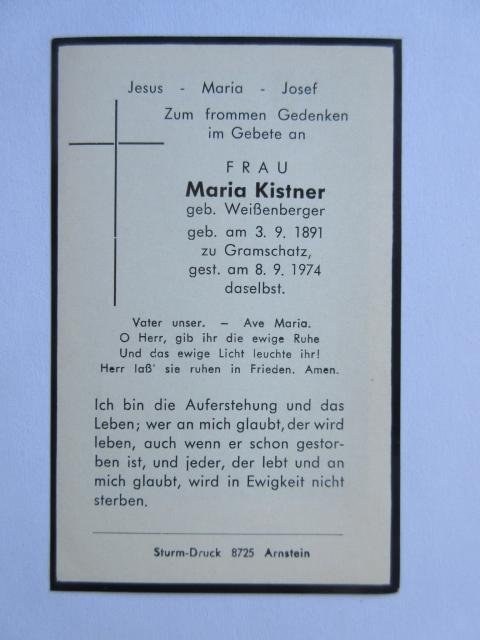 Jesus - Maria - Josef
Zum frommen Gedenken
im Gebete an
FRAU
Maria Kistner
geb. Weißenberger
geb. am 3. 9. 1891
zu Gramschatz,
gest. am 8. 9. 1974
daselbst.
Vater unser. – Ave Maria.
O Herr, gib ihr die ewige Ruhe
Und das ewige Licht leuchte ihr!
Herr laß' sie ruhen in Frieden. Amen.
Ich bin die Auferstehung und das
Leben; wer an mich glaubt, der wird
leben, auch wenn er schon gestor-
ben ist, und jeder, der lebt und an
mich glaubt, wird in Ewigkeit nicht
sterben.
Sturm-Druck 8725 Arnstein